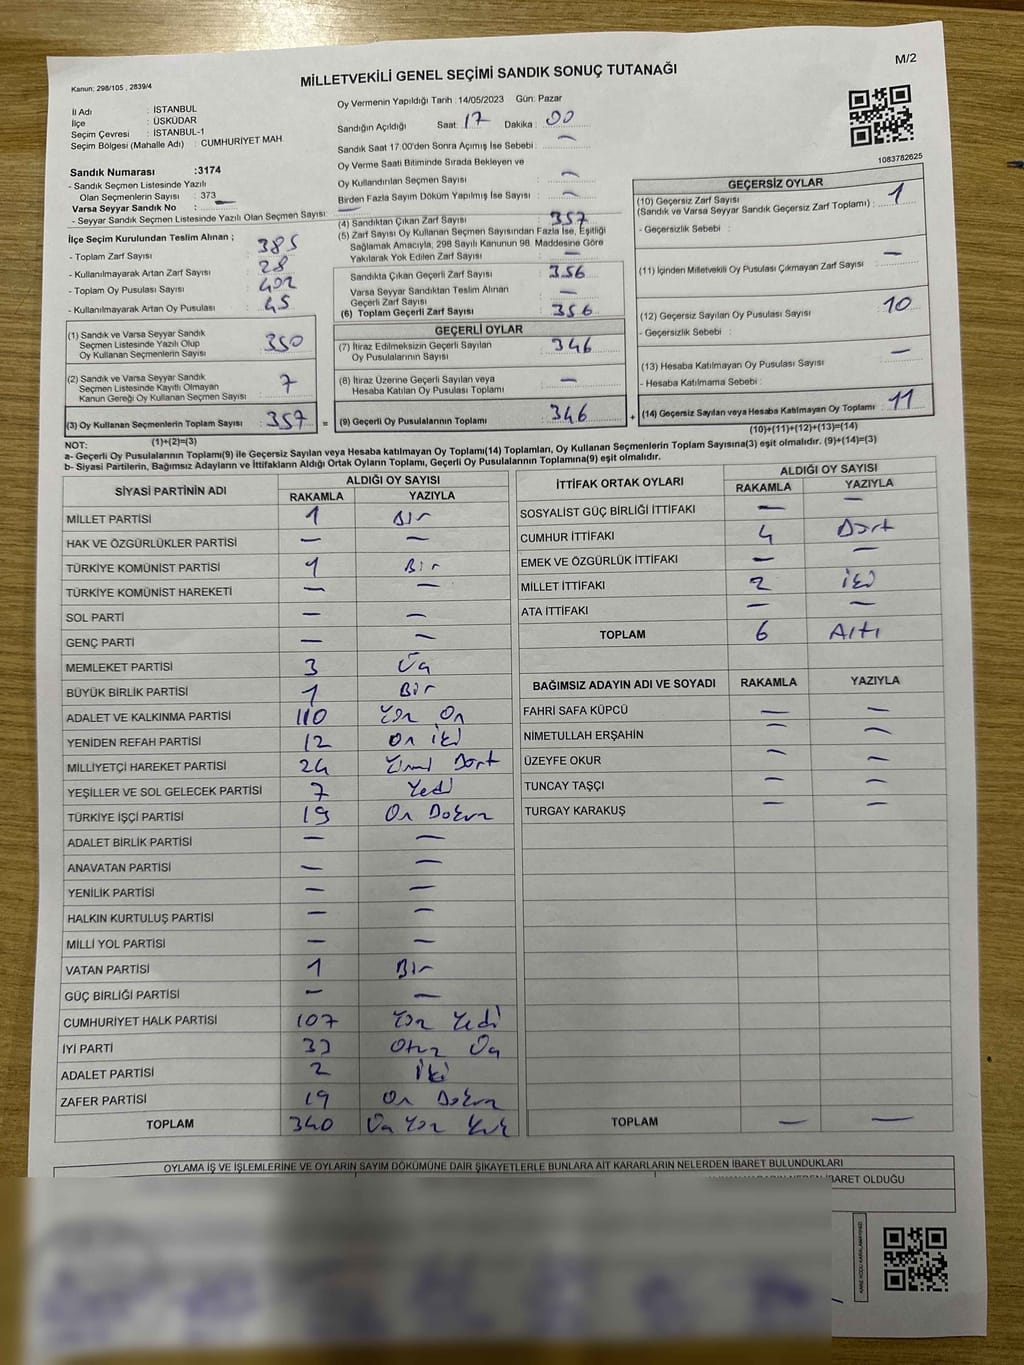 M/2
Kanun: 298/105 , 2839/4
MİLLETVEKİLİ GENEL SEÇİMİ SANDIK SONUÇ TUTANAĞI
İl Adı : İSTANBUL
İlçe : ÜSKÜDAR
Seçim Çevresi : İSTANBUL-1
Seçim Bölgesi (Mahalle Adı) : CUMHURİYET MAH
Oy Vermenin Yapıldığı Tarih :14/05/2023 Gün: Pazar
Sandığın Açıldığı Saat: 17 Dakika : 00
Sandık Saat 17:00'den Sonra Açımış İse Sebebi : —
Oy Verme Saati Bitiminde Sırada Bekleyen ve
Oy Kullandırılan Seçmen Sayısı : —
Birden Fazla Sayım Döküm Yapılmış İse Sayısı : —
1083782625
Sandık Numarası :3174
- Sandık Seçmen Listesinde Yazılı
Olan Seçmenlerin Sayısı : 373
Varsa Seyyar Sandık No : —
- Seyyar Sandık Seçmen Listesinde Yazılı Olan Seçmen Sayısı: —
İlçe Seçim Kurulundan Teslim Alınan ;
- Toplam Zarf Sayısı : 385
- Kullanılmayarak Artan Zarf Sayısı : 28
- Toplam Oy Pusulası Sayısı : 402
- Kullanılmayarak Artan Oy Pusulası : 45
(1) Sandık ve Varsa Seyyar Sandık
Seçmen Listesinde Yazılı Olup
Oy Kullanan Seçmenlerin Sayısı : 350
(2) Sandık ve Varsa Seyyar Sandık
Seçmen Listesinde Kayıtlı Olmayan
Kanun Gereği Oy Kullanan Seçmen Sayısı : 7
(3) Oy Kullanan Seçmenlerin Toplam Sayısı : 357
(1)+(2)=(3)
(4) Sandıktan Çıkan Zarf Sayısı : 357
(5) Zarf Sayısı Oy Kullanan Seçmen Sayısından Fazla İse, Eşitliği
Sağlamak Amacıyla, 298 Sayılı Kanunun 98. Maddesine Göre
Yakılarak Yok Edilen Zarf Sayısı : —
Sandıkta Çıkan Geçerli Zarf Sayısı : 356
Varsa Seyyar Sandıktan Teslim Alınan
Geçerli Zarf Sayısı : —
(6) Toplam Geçerli Zarf Sayısı : 356
GEÇERLİ OYLAR
(7) İtiraz Edilmeksizin Geçerli Sayılan
Oy Pusulalarının Sayısı : 346
(8) İtiraz Üzerine Geçerli Sayılan veya
Hesaba Katılan Oy Pusulası Toplamı : —
= (9) Geçerli Oy Pusulalarının Toplamı : 346
GEÇERSİZ OYLAR
(10) Geçersiz Zarf Sayısı
(Sandık ve Varsa Seyyar Sandık Geçersiz Zarf Toplamı) : 1
- Geçersizlik Sebebi :
(11) İçinden Milletvekili Oy Pusulası Çıkmayan Zarf Sayısı : —
(12) Geçersiz Sayılan Oy Pusulası Sayısı : 10
- Geçersizlik Sebebi :
(13) Hesaba Katılmayan Oy Pusulası Sayısı : —
- Hesaba Katılmama Sebebi :
+ (14) Geçersiz Sayılan veya Hesaba Katılmayan Oy Toplamı : 11
(10)+(11)+(12)+(13)=(14)
NOT:
a- Geçerli Oy Pusulalarının Toplamı(9) ile Geçersiz Sayılan veya Hesaba Katılmayan Oy Toplamı(14) Toplamları, Oy Kullanan Seçmenlerin Toplam Sayısına(3) eşit olmalıdır. (9)+(14)=(3)
b- Siyasi Partilerin, Bağımsız Adayların ve İttifakların Aldığı Ortak Oyların Toplamı, Geçerli Oy Pusulalarının Toplamına(9) eşit olmalıdır.
SİYASİ PARTİNİN ADI ALDIĞI OY SAYISI
RAKAMLA YAZIYLA
MİLLET PARTİSİ 1 Bir
HAK VE ÖZGÜRLÜKLER PARTİSİ — —
TÜRKİYE KOMÜNİST PARTİSİ 1 Bir
TÜRKİYE KOMÜNİST HAREKETİ — —
SOL PARTİ — —
GENÇ PARTİ — —
MEMLEKET PARTİSİ 3 Üç
BÜYÜK BİRLİK PARTİSİ 1 Bir
ADALET VE KALKINMA PARTİSİ 110 Yüz On
YENİDEN REFAH PARTİSİ 12 On iki
MİLLİYETÇİ HAREKET PARTİSİ 24 Yirmi Dört
YEŞİLLER VE SOL GELECEK PARTİSİ 7 Yedi
TÜRKİYE İŞÇİ PARTİSİ 19 On Dokuz
ADALET BİRLİK PARTİSİ — —
ANAVATAN PARTİSİ — —
YENİLİK PARTİSİ — —
HALKIN KURTULUŞ PARTİSİ — —
MİLLİ YOL PARTİSİ — —
VATAN PARTİSİ 1 Bir
GÜÇ BİRLİĞİ PARTİSİ — —
CUMHURİYET HALK PARTİSİ 107 Yüz Yedi
İYİ PARTİ 33 Otuz Üç
ADALET PARTİSİ 2 İki
ZAFER PARTİSİ 19 On Dokuz
TOPLAM 340 Üç Yüz Kırk
İTTİFAK ORTAK OYLARI ALDIĞI OY SAYISI
RAKAMLA YAZIYLA
SOSYALİST GÜÇ BİRLİĞİ İTTİFAKI — —
CUMHUR İTTİFAKI 4 Dört
EMEK VE ÖZGÜRLÜK İTTİFAKI — —
MİLLET İTTİFAKI 2 İki
ATA İTTİFAKI — —
TOPLAM 6 Altı
BAĞIMSIZ ADAYIN ADI VE SOYADI RAKAMLA YAZIYLA
FAHRİ SAFA KÜPCÜ — —
NİMETULLAH ERŞAHİN — —
ÜZEYFE OKUR — —
TUNCAY TAŞÇI — —
TURGAY KARAKUŞ — —
TOPLAM — —
OYLAMA İŞ VE İŞLEMLERİNE VE OYLARIN SAYIM DÖKÜMÜNE DAİR ŞİKAYETLERLE BUNLARA AİT KARARLARIN NELERDEN İBARET BULUNDUKLARI
İBARET OLDUĞU